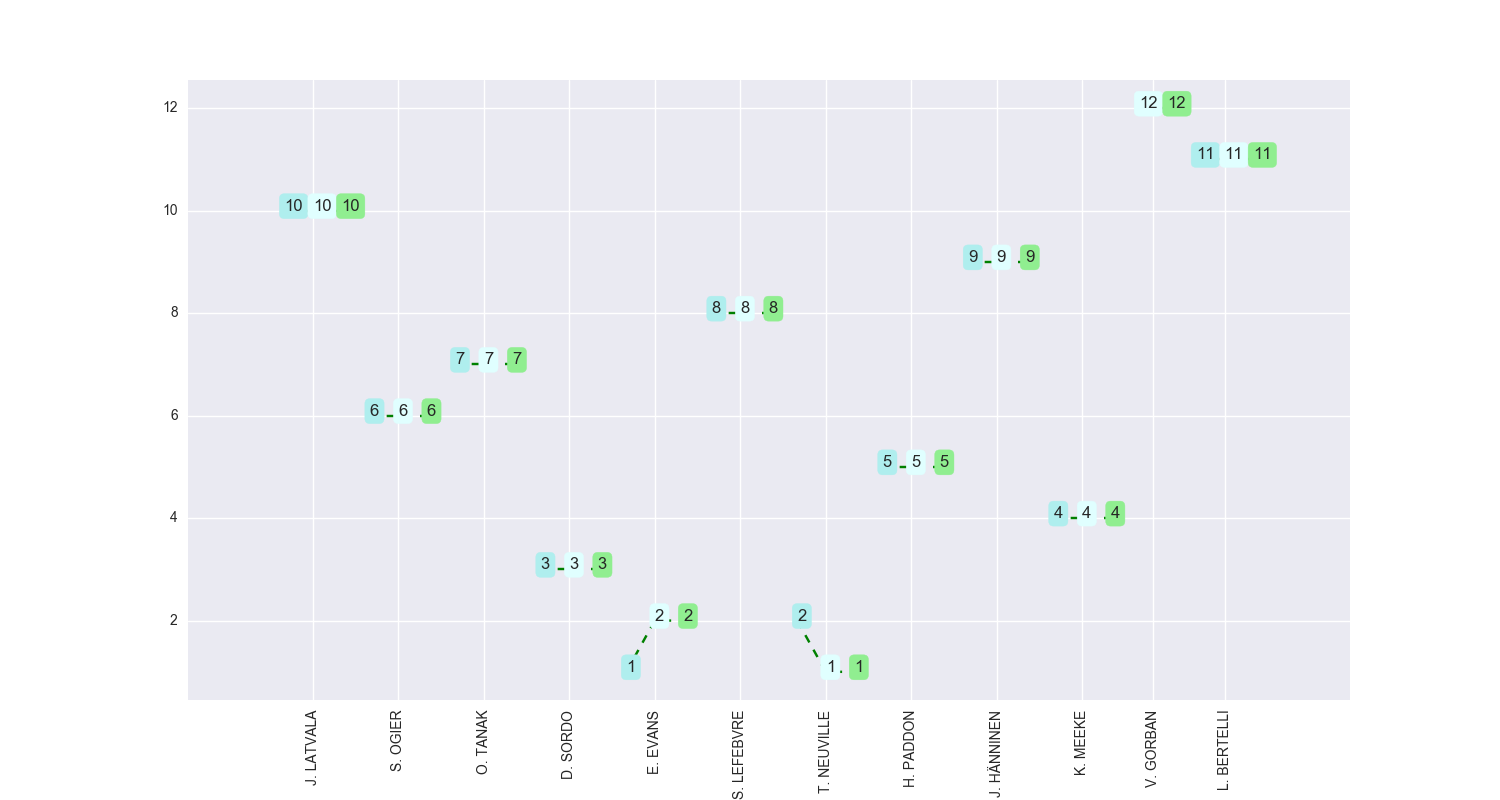 12
12 12
11 11 11
10
10 10 10
9 9 9
8
8 8 8
7 7 7
6
6 6 6
5 5 5
4
4 4 4
3 3 3
2
2 2
2
1
1 1
J. LATVALA
S. OGIER
O. TANAK
D. SORDO
E. EVANS
S. LEFEBVRE
T. NEUVILLE
H. PADDON
J. HÄNNINEN
K. MEEKE
V. GORBAN
L. BERTELLI